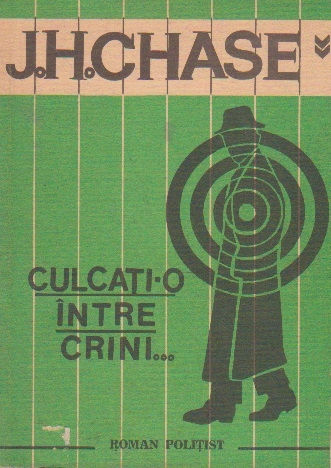 J.H.CHASE
CULCAȚI-O
ÎNTRE
CRINI...
ROMAN POLIȚIST